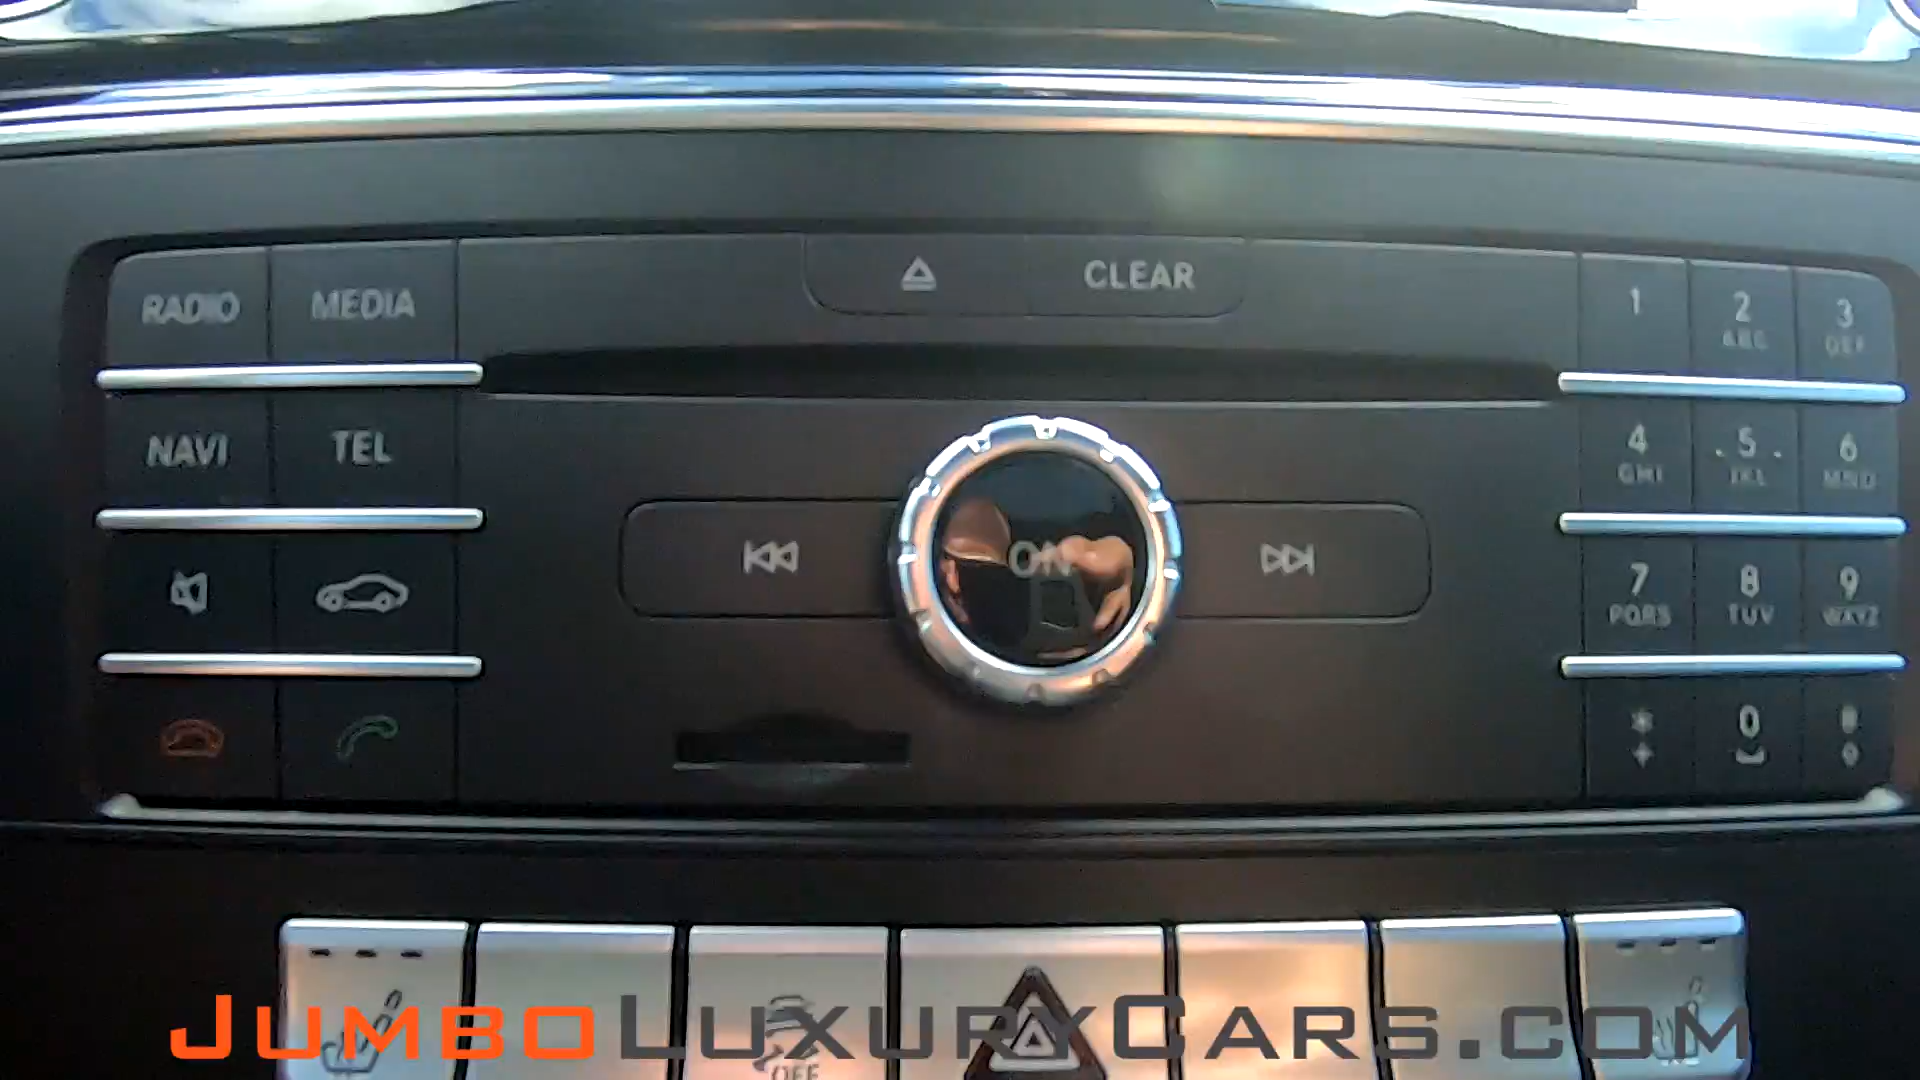 RADIO MEDIA CLEAR 1 2 3
ABC DEF
NAVI TEL 4 5 6
GHI JKL MNO
ON 7 8 9
PQRS TUV WXYZ
* 0 #
OFF
JUMBOLUXURYCARS.COM